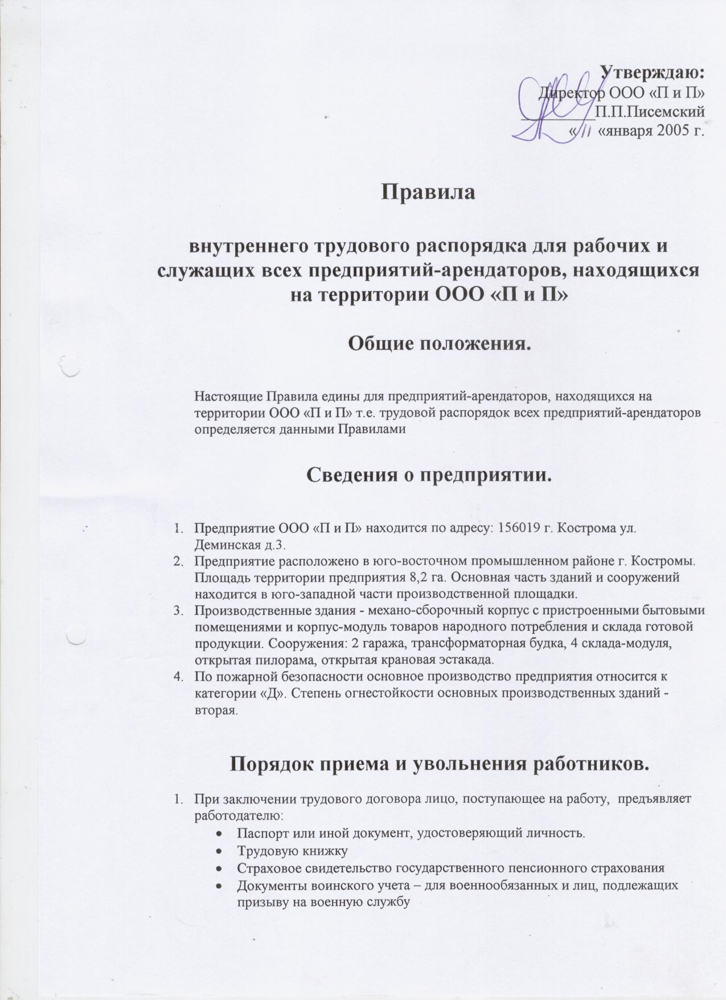 Утверждаю:
Директор ООО «П и П»
__________П.П.Писемский
« 11 «января 2005 г.
Правила
внутреннего трудового распорядка для рабочих и
служащих всех предприятий-арендаторов, находящихся
на территории ООО «П и П»
Общие положения.
Настоящие Правила едины для предприятий-арендаторов, находящихся на
территории ООО «П и П» т.е. трудовой распорядок всех предприятий-арендаторов
определяется данными Правилами
Сведения о предприятии.
1. Предприятие ООО «П и П» находится по адресу: 156019 г. Кострома ул.
Деминская д.3.
2. Предприятие расположено в юго-восточном промышленном районе г. Костромы.
Площадь территории предприятия 8,2 га. Основная часть зданий и сооружений
находится в юго-западной части производственной площадки.
3. Производственные здания - механо-сборочный корпус с пристроенными бытовыми
помещениями и корпус-модуль товаров народного потребления и склада готовой
продукции. Сооружения: 2 гаража, трансформаторная будка, 4 склада-модуля,
открытая пилорама, открытая крановая эстакада.
4. По пожарной безопасности основное производство предприятия относится к
категории «Д». Степень огнестойкости основных производственных зданий -
вторая.
Порядок приема и увольнения работников.
1. При заключении трудового договора лицо, поступающее на работу, предъявляет
работодателю:
• Паспорт или иной документ, удостоверяющий личность.
• Трудовую книжку
• Страховое свидетельство государственного пенсионного страхования
• Документы воинского учета – для военнообязанных и лиц, подлежащих
призыву на военную службу